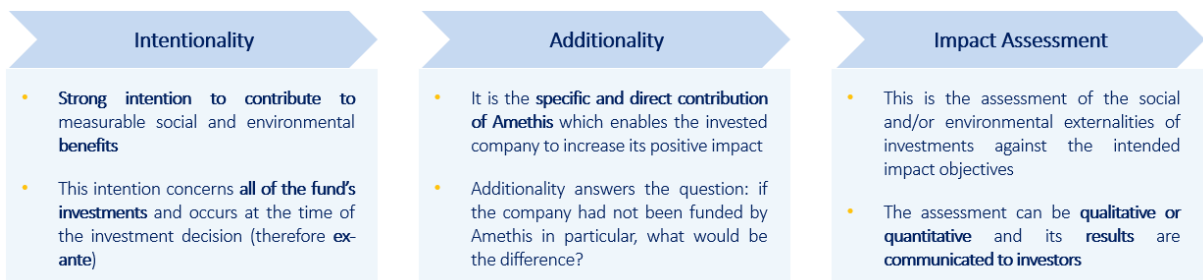 Intentionality
• Strong intention to contribute to
measurable social and environmental
benefits
• This intention concerns all of the fund's
investments and occurs at the time of
the investment decision (therefore ex-
ante)
Additionality
• It is the specific and direct contribution
of Amethis which enables the invested
company to increase its positive impact
• Additionality answers the question: if
the company had not been funded by
Amethis in particular, what would be
the difference?
Impact Assessment
• This is the assessment of the social
and/or environmental externalities of
investments against the intended
impact objectives
• The assessment can be qualitative or
quantitative and its results are
communicated to investors